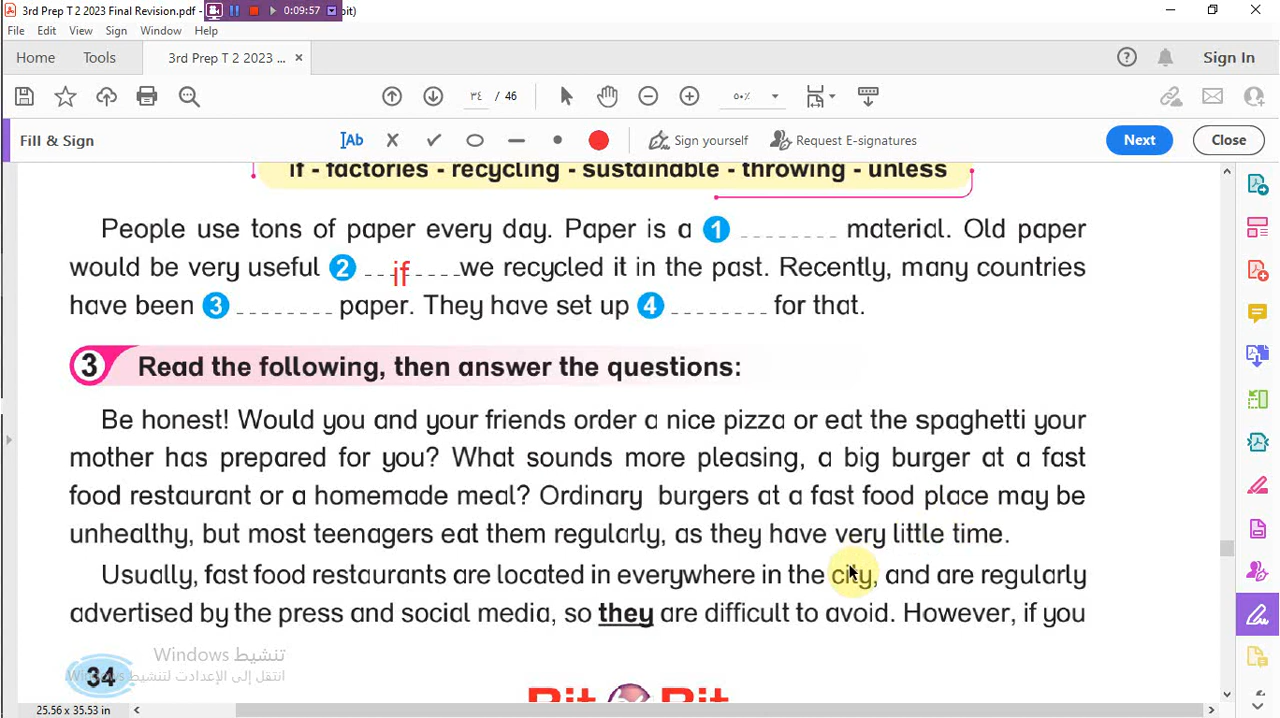 3rd Prep T 2 2023 Final Revision.pdf - 0:09:57 bit)
File Edit View Sign Window Help
Home Tools 3rd Prep T 2 2023 ... × Sign In
٣٤ / 46 ٥٠٪
Fill & Sign Ab Sign yourself Request E-signatures Next Close
if - factories - recycling - sustainable - throwing - unless
People use tons of paper every day. Paper is a 1 ________ material. Old paper
would be very useful 2 __if____ we recycled it in the past. Recently, many countries
have been 3 ________ paper. They have set up 4 ________ for that.
3 Read the following, then answer the questions:
Be honest! Would you and your friends order a nice pizza or eat the spaghetti your
mother has prepared for you? What sounds more pleasing, a big burger at a fast
food restaurant or a homemade meal? Ordinary burgers at a fast food place may be
unhealthy, but most teenagers eat them regularly, as they have very little time.
Usually, fast food restaurants are located in everywhere in the city, and are regularly
advertised by the press and social media, so they are difficult to avoid. However, if you
تنشيط Windows
انتقل إلى الإعدادت لتنشيط Windows
34
Bit Bit
25.56 x 35.53 in